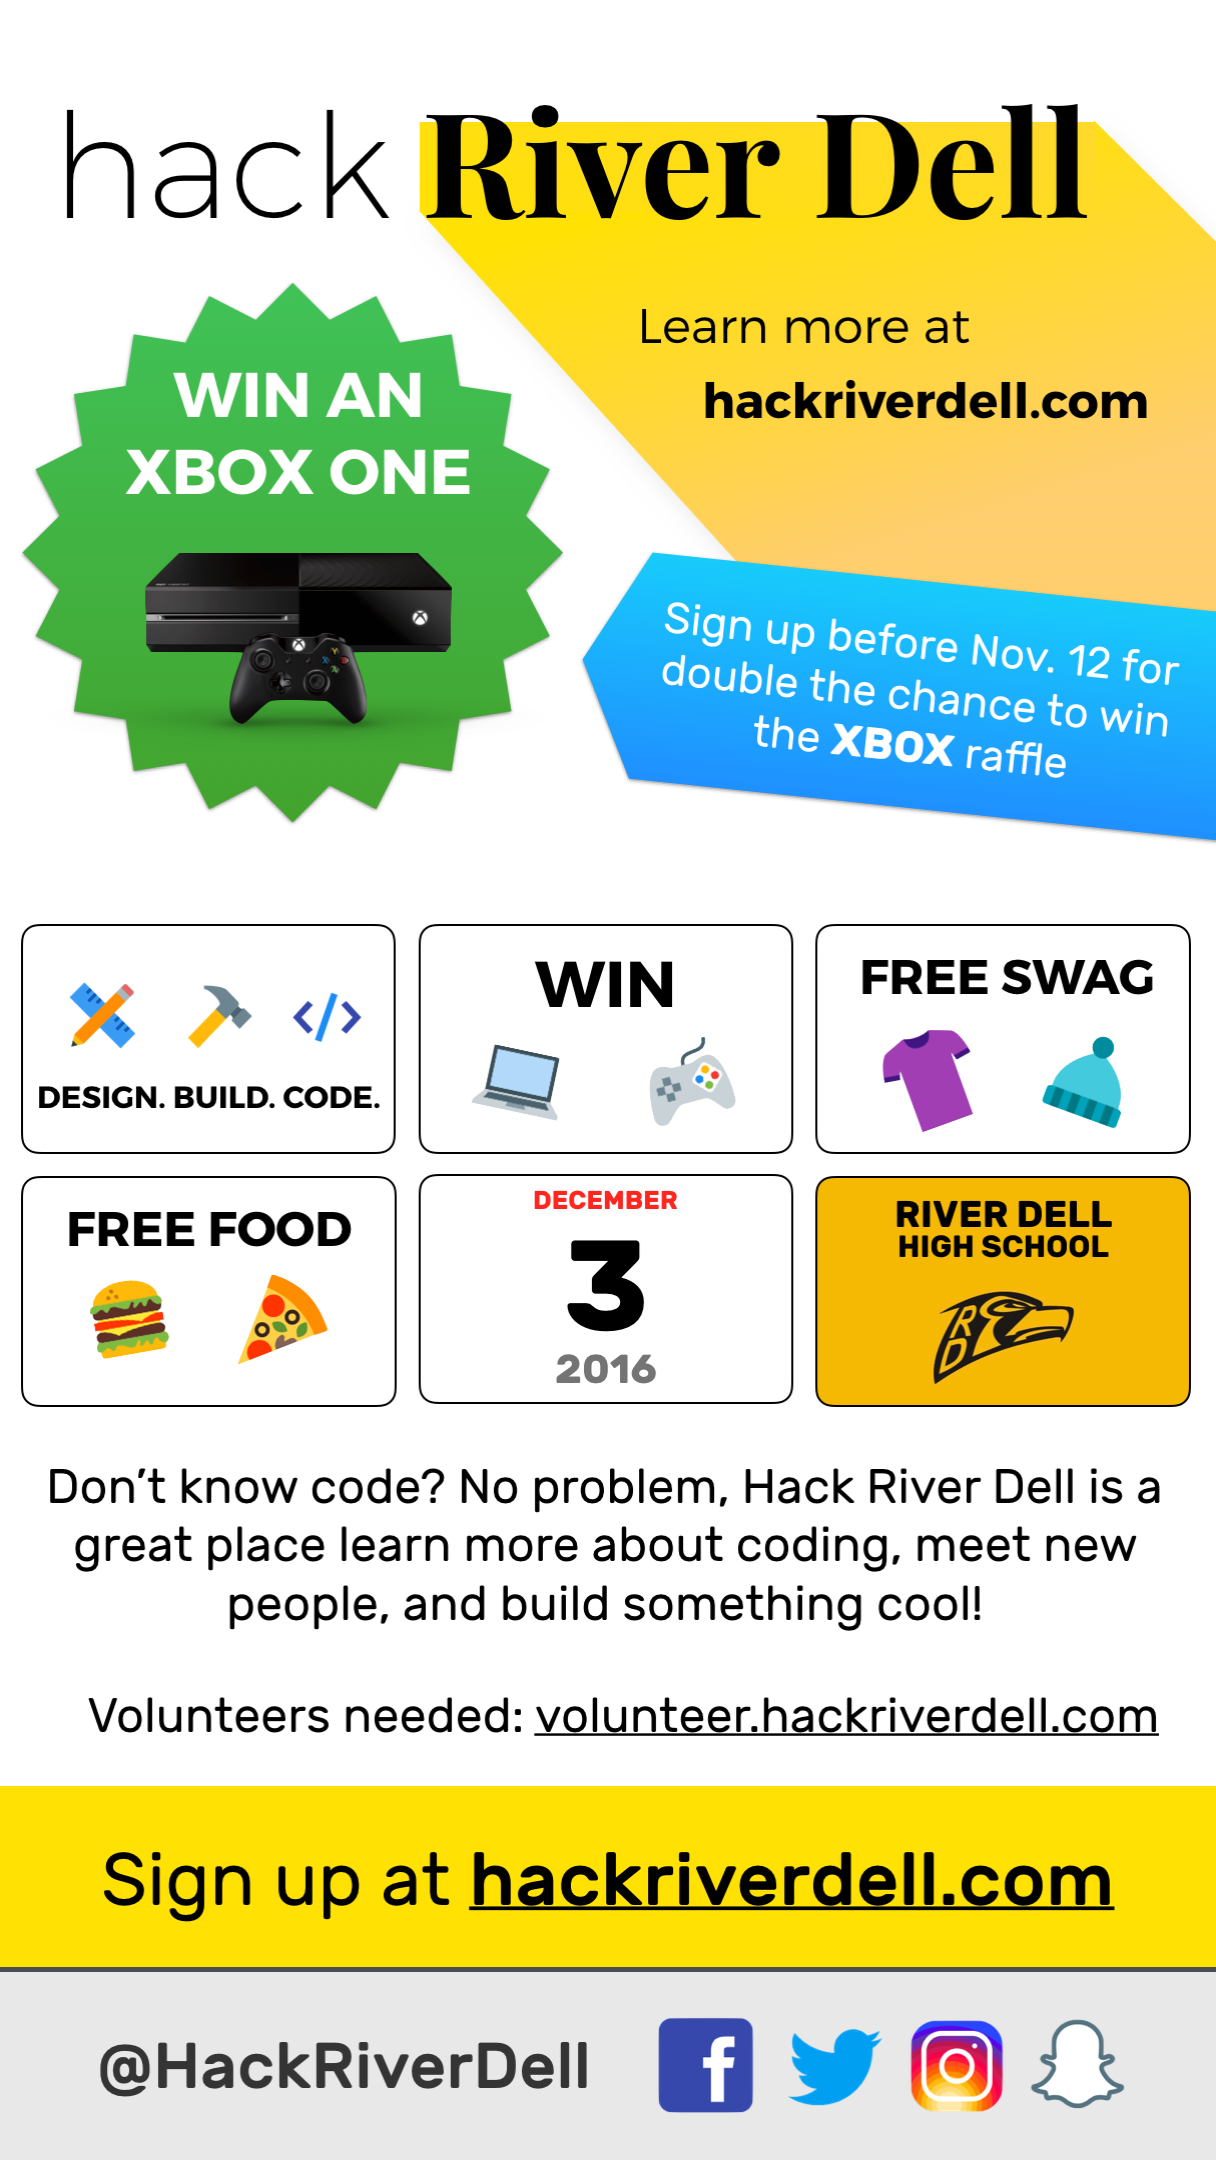 hack River Dell
Learn more at
hackriverdell.com
WIN AN
XBOX ONE
Sign up before Nov. 12 for
double the chance to win
the XBOX raffle
</>
DESIGN. BUILD. CODE.
WIN
FREE SWAG
FREE FOOD
DECEMBER
3
2016
RIVER DELL
HIGH SCHOOL
RD
Don't know code? No problem, Hack River Dell is a
great place learn more about coding, meet new
people, and build something cool!
Volunteers needed: volunteer.hackriverdell.com
Sign up at hackriverdell.com
@HackRiverDell